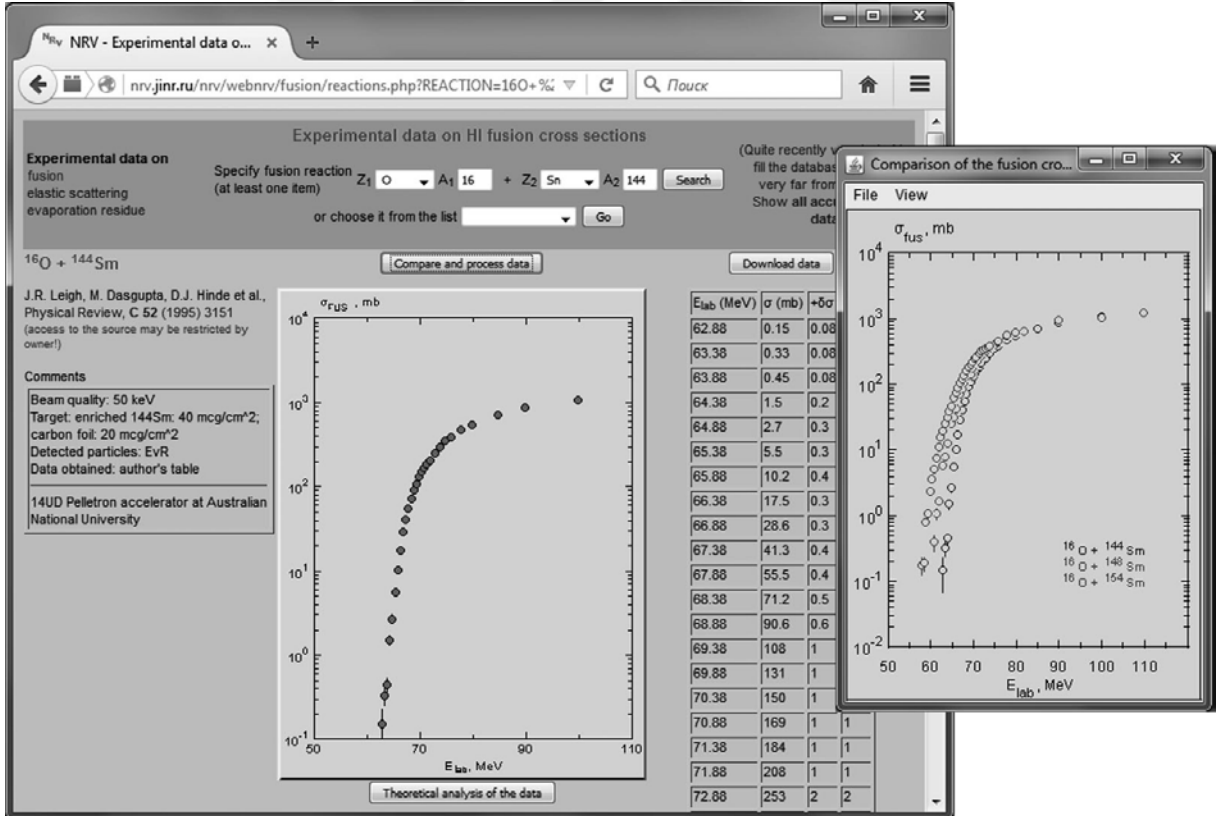 NRV NRV - Experimental data o... × +
nrv.jinr.ru/nrv/webnrv/fusion/reactions.php?REACTION=16O+%2 Поиск
Experimental data on HI fusion cross sections
Experimental data on
fusion
elastic scattering
evaporation residue
Specify fusion reaction
(at least one item)
Z1 O A1 16 + Z2 Sn A2 144 Search
or choose it from the list Go
(Quite recently
fill the databas
very far from
Show all accu
data
16O + 144Sm
Compare and process data
Download data
J.R. Leigh, M. Dasgupta, D.J. Hinde et al.,
Physical Review, C 52 (1995) 3151
(access to the source may be restricted by
owner!)
Comments
Beam quality: 50 keV
Target: enriched 144Sm: 40 mcg/cm^2;
carbon foil: 20 mcg/cm^2
Detected particles: EvR
Data obtained: author's table
14UD Pelletron accelerator at Australian
National University
σfus, mb
10^4
10^3
10^2
10^1
10^0
10^-1
50 70 90 110
Elab, MeV
Theoretical analysis of the data
Elab (MeV) σ (mb) +δσ
62.88 0.15 0.08
63.38 0.33 0.08
63.88 0.45 0.08
64.38 1.5 0.2
64.88 2.7 0.3
65.38 5.5 0.3
65.88 10.2 0.4
66.38 17.5 0.3
66.88 28.6 0.3
67.38 41.3 0.4
67.88 55.5 0.4
68.38 71.2 0.5
68.88 90.6 0.6
69.38 108 1
69.88 131 1
70.38 150 1
70.88 169 1 1
71.38 184 1 1
71.88 208 1 1
72.88 253 2 2
Comparison of the fusion cro...
File View
σfus, mb
10^4
10^3
10^2
10^1
10^0
10^-1
10^-2
16O + 144Sm
16O + 148Sm
16O + 154Sm
50 60 70 80 90 100 110
Elab, MeV